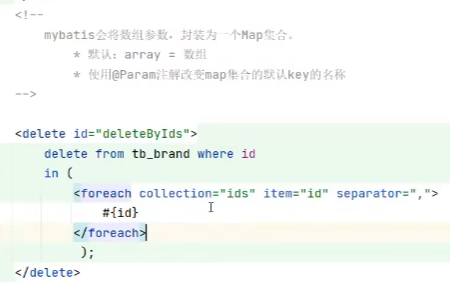 <!--
mybatis会将数组参数，封装为一个Map集合。
* 默认：array = 数组
* 使用@Param注解改变map集合的默认key的名称
-->
<delete id="deleteByIds">
delete from tb_brand where id
in (
<foreach collection="ids" item="id" separator=",">
#{id}
</foreach>
);
</delete>